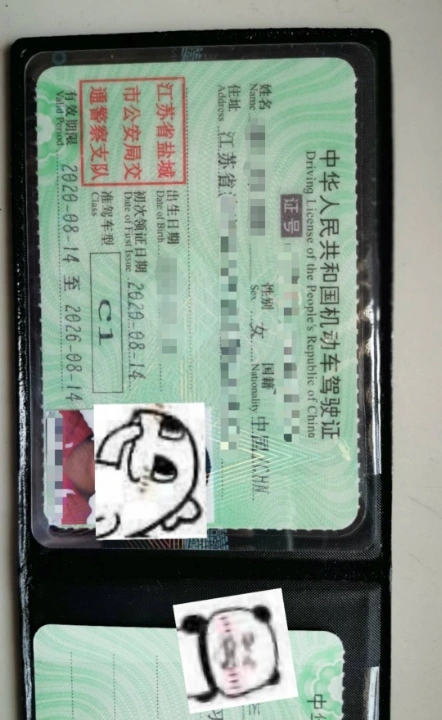 中华人民共和国机动车驾驶证
Driving License of the People's Republic of China
证号
姓名
Name
性别 女 国籍 中国/CHN
Sex Nationality
住址 江苏省
Address
出生日期
Date of Birth
初次领证日期 2020-08-14
Date of First Issue
准驾车型 C1
Class
江苏省盐城
市公安局交
通警察支队
有效期限 2020-08-14 至 2026-08-14
Valid Period
中华